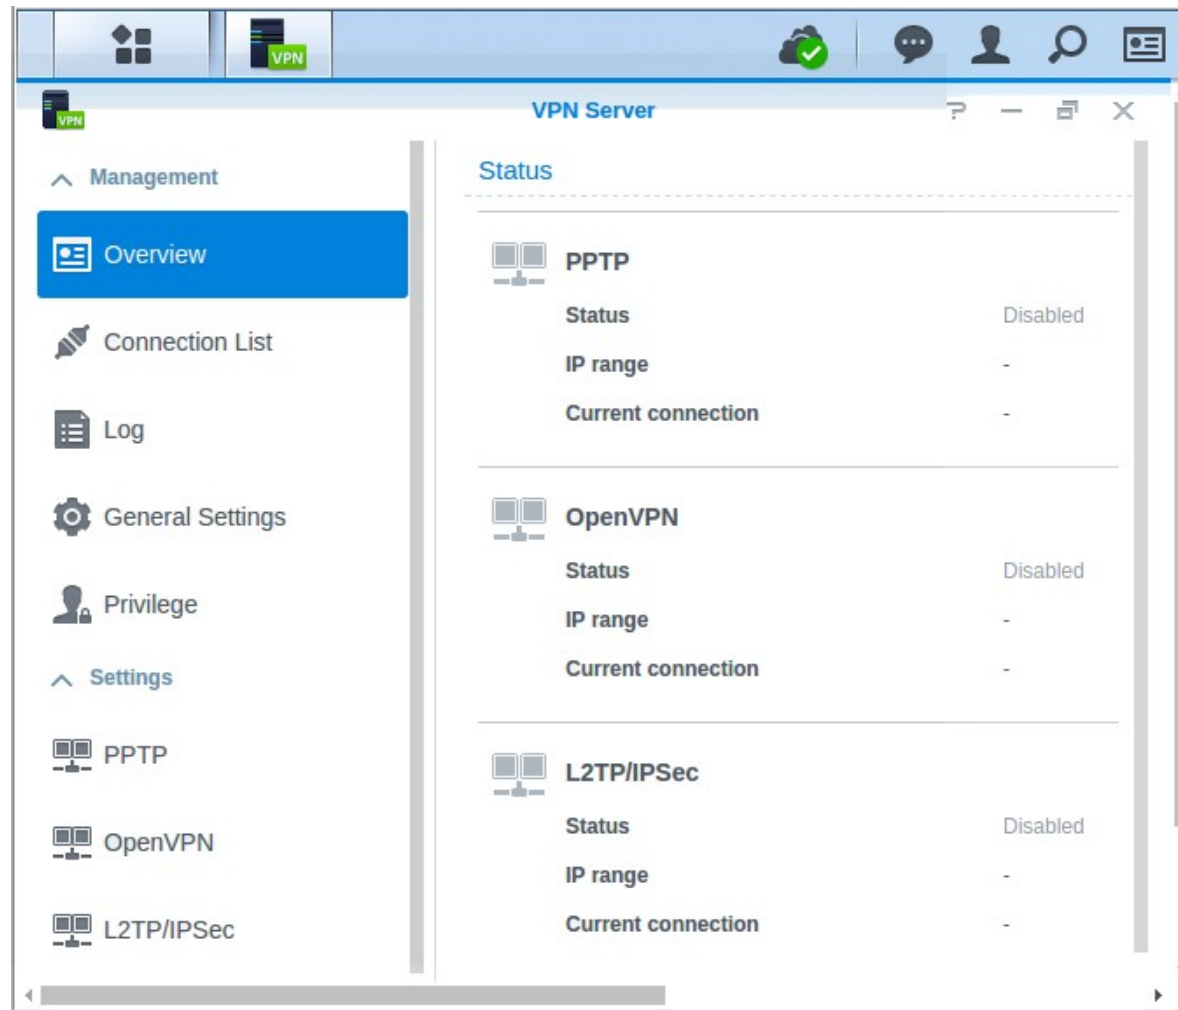 VPN
VPN
VPN Server
Management
Overview
Connection List
Log
General Settings
Privilege
Settings
PPTP
OpenVPN
L2TP/IPSec
Status
PPTP
Status Disabled
IP range -
Current connection -
OpenVPN
Status Disabled
IP range -
Current connection -
L2TP/IPSec
Status Disabled
IP range -
Current connection -